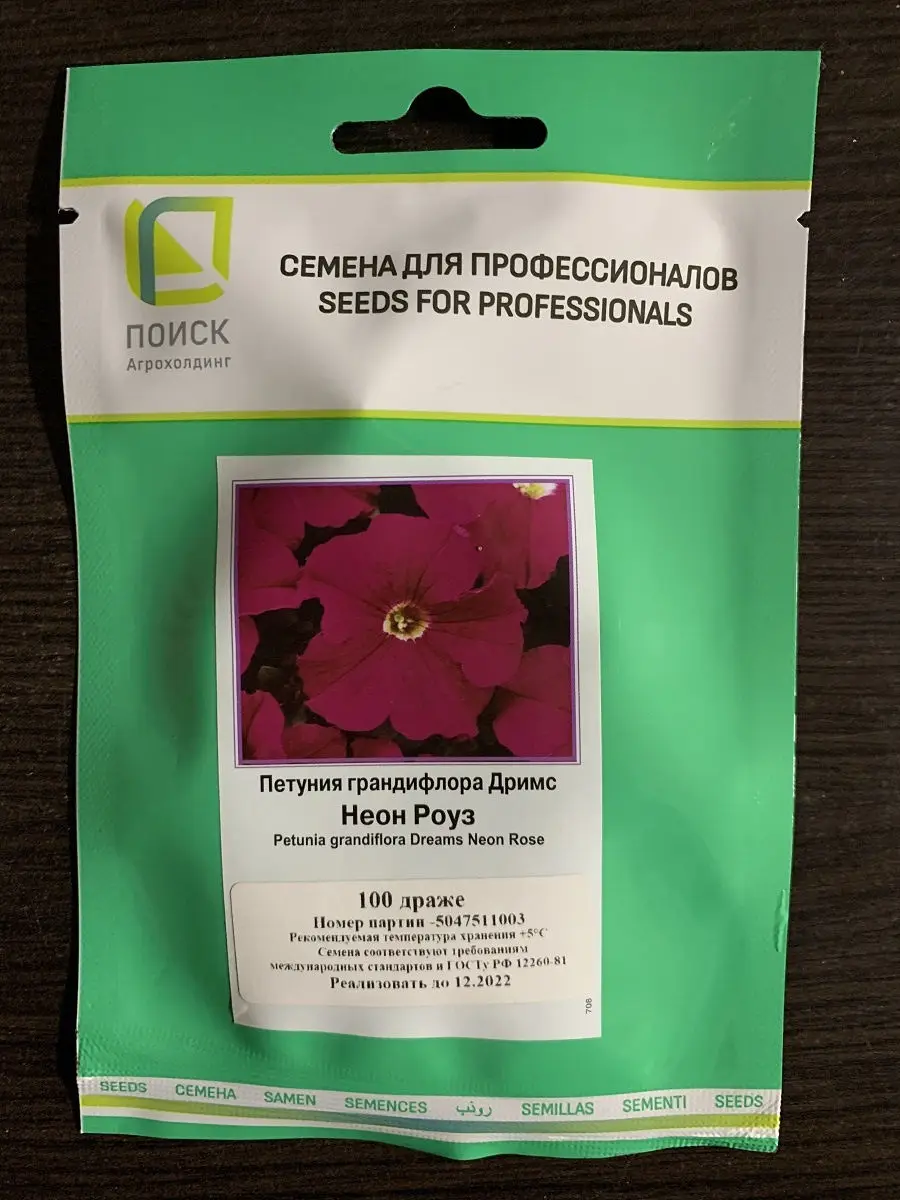 ПОИСК
Агрохолдинг
СЕМЕНА ДЛЯ ПРОФЕССИОНАЛОВ
SEEDS FOR PROFESSIONALS
Петуния грандифлора Дримс
Неон Роуз
Petunia grandiflora Dreams Neon Rose
100 драже
Номер партии -5047511003
Рекомендуемая температура хранения +5°С
Семена соответствуют требованиям
международных стандартов и ГОСТу РФ 12260-81
Реализовать до 12.2022
708
SEEDS СЕМЕНА SAMEN SEMENCES بذور SEMILLAS SEMENTI SEEDS